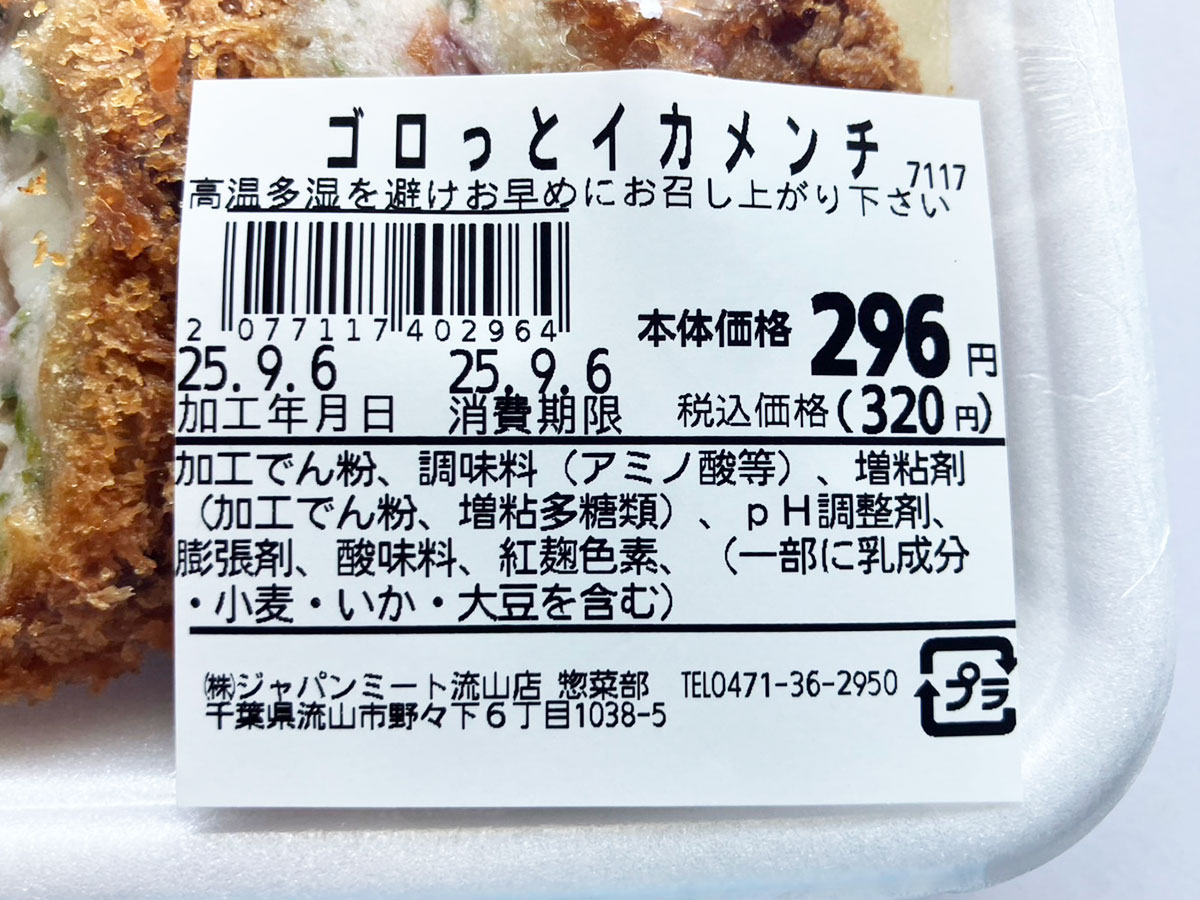 ゴロっとイカメンチ
7117
高温多湿を避けお早めにお召し上がり下さい
2 077117 402964
本体価格 296円
25.9.6 25.9.6
加工年月日 消費期限 税込価格(320円)
加工でん粉、調味料（アミノ酸等）、増粘剤
（加工でん粉、増粘多糖類）、ｐＨ調整剤、
膨張剤、酸味料、紅麹色素、（一部に乳成分
・小麦・いか・大豆を含む）
㈱ジャパンミート流山店 惣菜部 TEL0471-36-2950
千葉県流山市野々下６丁目1038-5
プラ